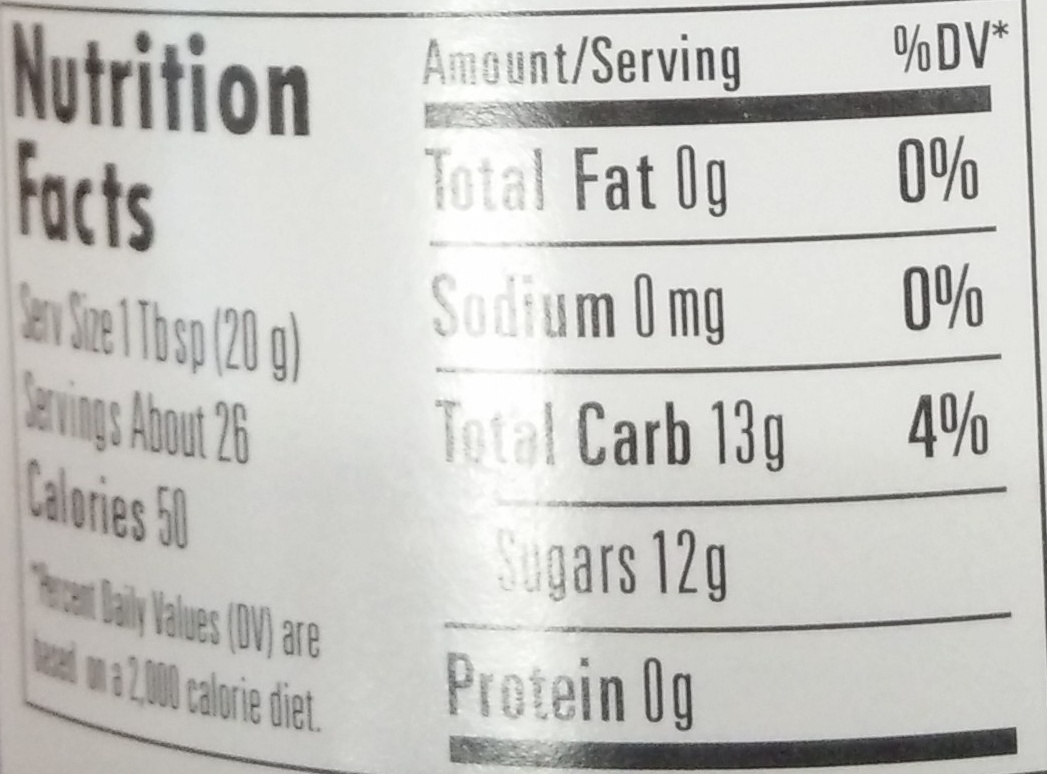 Nutrition
Facts
Serv Size 1 Tbsp (20 g)
Servings About 26
Calories 50
*Percent Daily Values (DV) are
based on a 2,000 calorie diet.
Amount/Serving %DV*
Total Fat 0g 0%
Sodium 0 mg 0%
Total Carb 13g 4%
Sugars 12g
Protein 0g